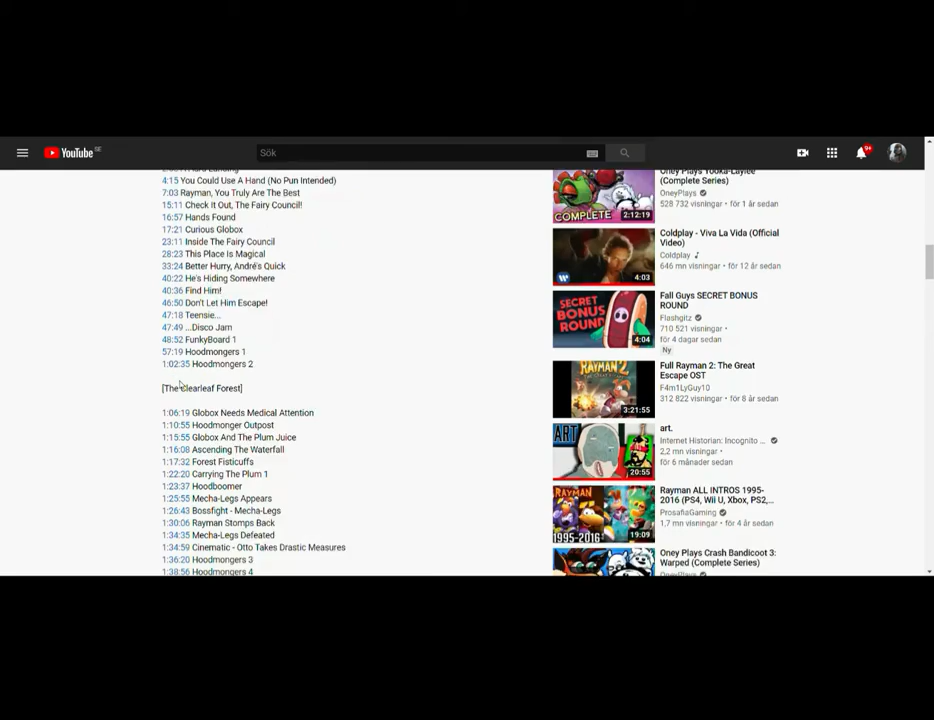 YouTube SE
Sök
9+
4:15 You Could Use A Hand (No Pun Intended)
7:03 Rayman, You Truly Are The Best
15:11 Check It Out, The Fairy Council!
16:57 Hands Found
17:21 Curious Globox
23:11 Inside The Fairy Council
28:23 This Place Is Magical
33:24 Better Hurry, André's Quick
40:22 He's Hiding Somewhere
40:36 Find Him!
46:50 Don't Let Him Escape!
47:18 Teensie...
47:49 ...Disco Jam
48:52 FunkyBoard 1
57:19 Hoodmongers 1
1:02:35 Hoodmongers 2
[The Clearleaf Forest]
1:06:19 Globox Needs Medical Attention
1:10:55 Hoodmonger Outpost
1:15:55 Globox And The Plum Juice
1:16:08 Ascending The Waterfall
1:17:32 Forest Fisticuffs
1:22:20 Carrying The Plum 1
1:23:37 Hoodboomer
1:25:55 Mecha-Legs Appears
1:26:43 Bossfight - Mecha-Legs
1:30:06 Rayman Stomps Back
1:34:35 Mecha-Legs Defeated
1:34:59 Cinematic - Otto Takes Drastic Measures
1:36:20 Hoodmongers 3
1:38:56 Hoodmongers 4
COMPLETE
2:12:19
Oney Plays Yooka-Laylee
(Complete Series)
OneyPlays
528 732 visningar • för 1 år sedan
4:03
Coldplay - Viva La Vida (Official
Video)
Coldplay
646 mn visningar • för 12 år sedan
SECRET
BONUS
ROUND
4:04
Fall Guys SECRET BONUS
ROUND
Flashgitz
710 521 visningar •
för 4 dagar sedan
Ny
RAYMAN
2
3:21:55
Full Rayman 2: The Great
Escape OST
F4m1LyGuy10
312 822 visningar • för 8 år sedan
ART
20:55
art.
Internet Historian: Incognito ...
2,2 mn visningar •
för 6 månader sedan
RAYMAN
1995-2016
19:09
Rayman ALL INTROS 1995-
2016 (PS4, Wii U, Xbox, PS2,...
ProsafiaGaming
1,7 mn visningar • för 4 år sedan
Oney Plays Crash Bandicoot 3:
Warped (Complete Series)
OneyPlays